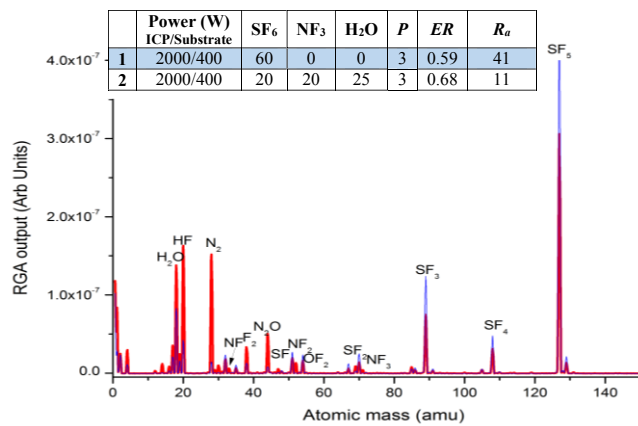 Power (W) ICP/Substrate SF₆ NF₃ H₂O P ER Rₐ
1 2000/400 60 0 0 3 0.59 41
2 2000/400 20 20 25 3 0.68 11
SF₅
4.0x10⁻⁷
3.0x10⁻⁷
2.0x10⁻⁷
1.0x10⁻⁷
0.0
RGA output (Arb Units)
H₂O
HF
N₂
NF
F₂
N₂O
SF
NF₂
OF₂
SF₂
NF₃
SF₃
SF₄
0 20 40 60 80 100 120 140
Atomic mass (amu)